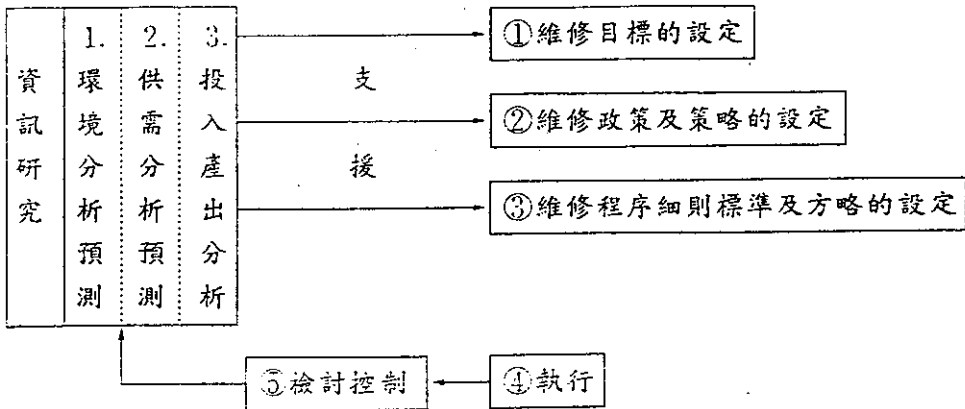 資訊研究
1.環境分析預測
2.供需分析預測
3.投入產出分析
支援
①維修目標的設定
②維修政策及策略的設定
③維修程序細則標準及方略的設定
⑤檢討控制
④執行